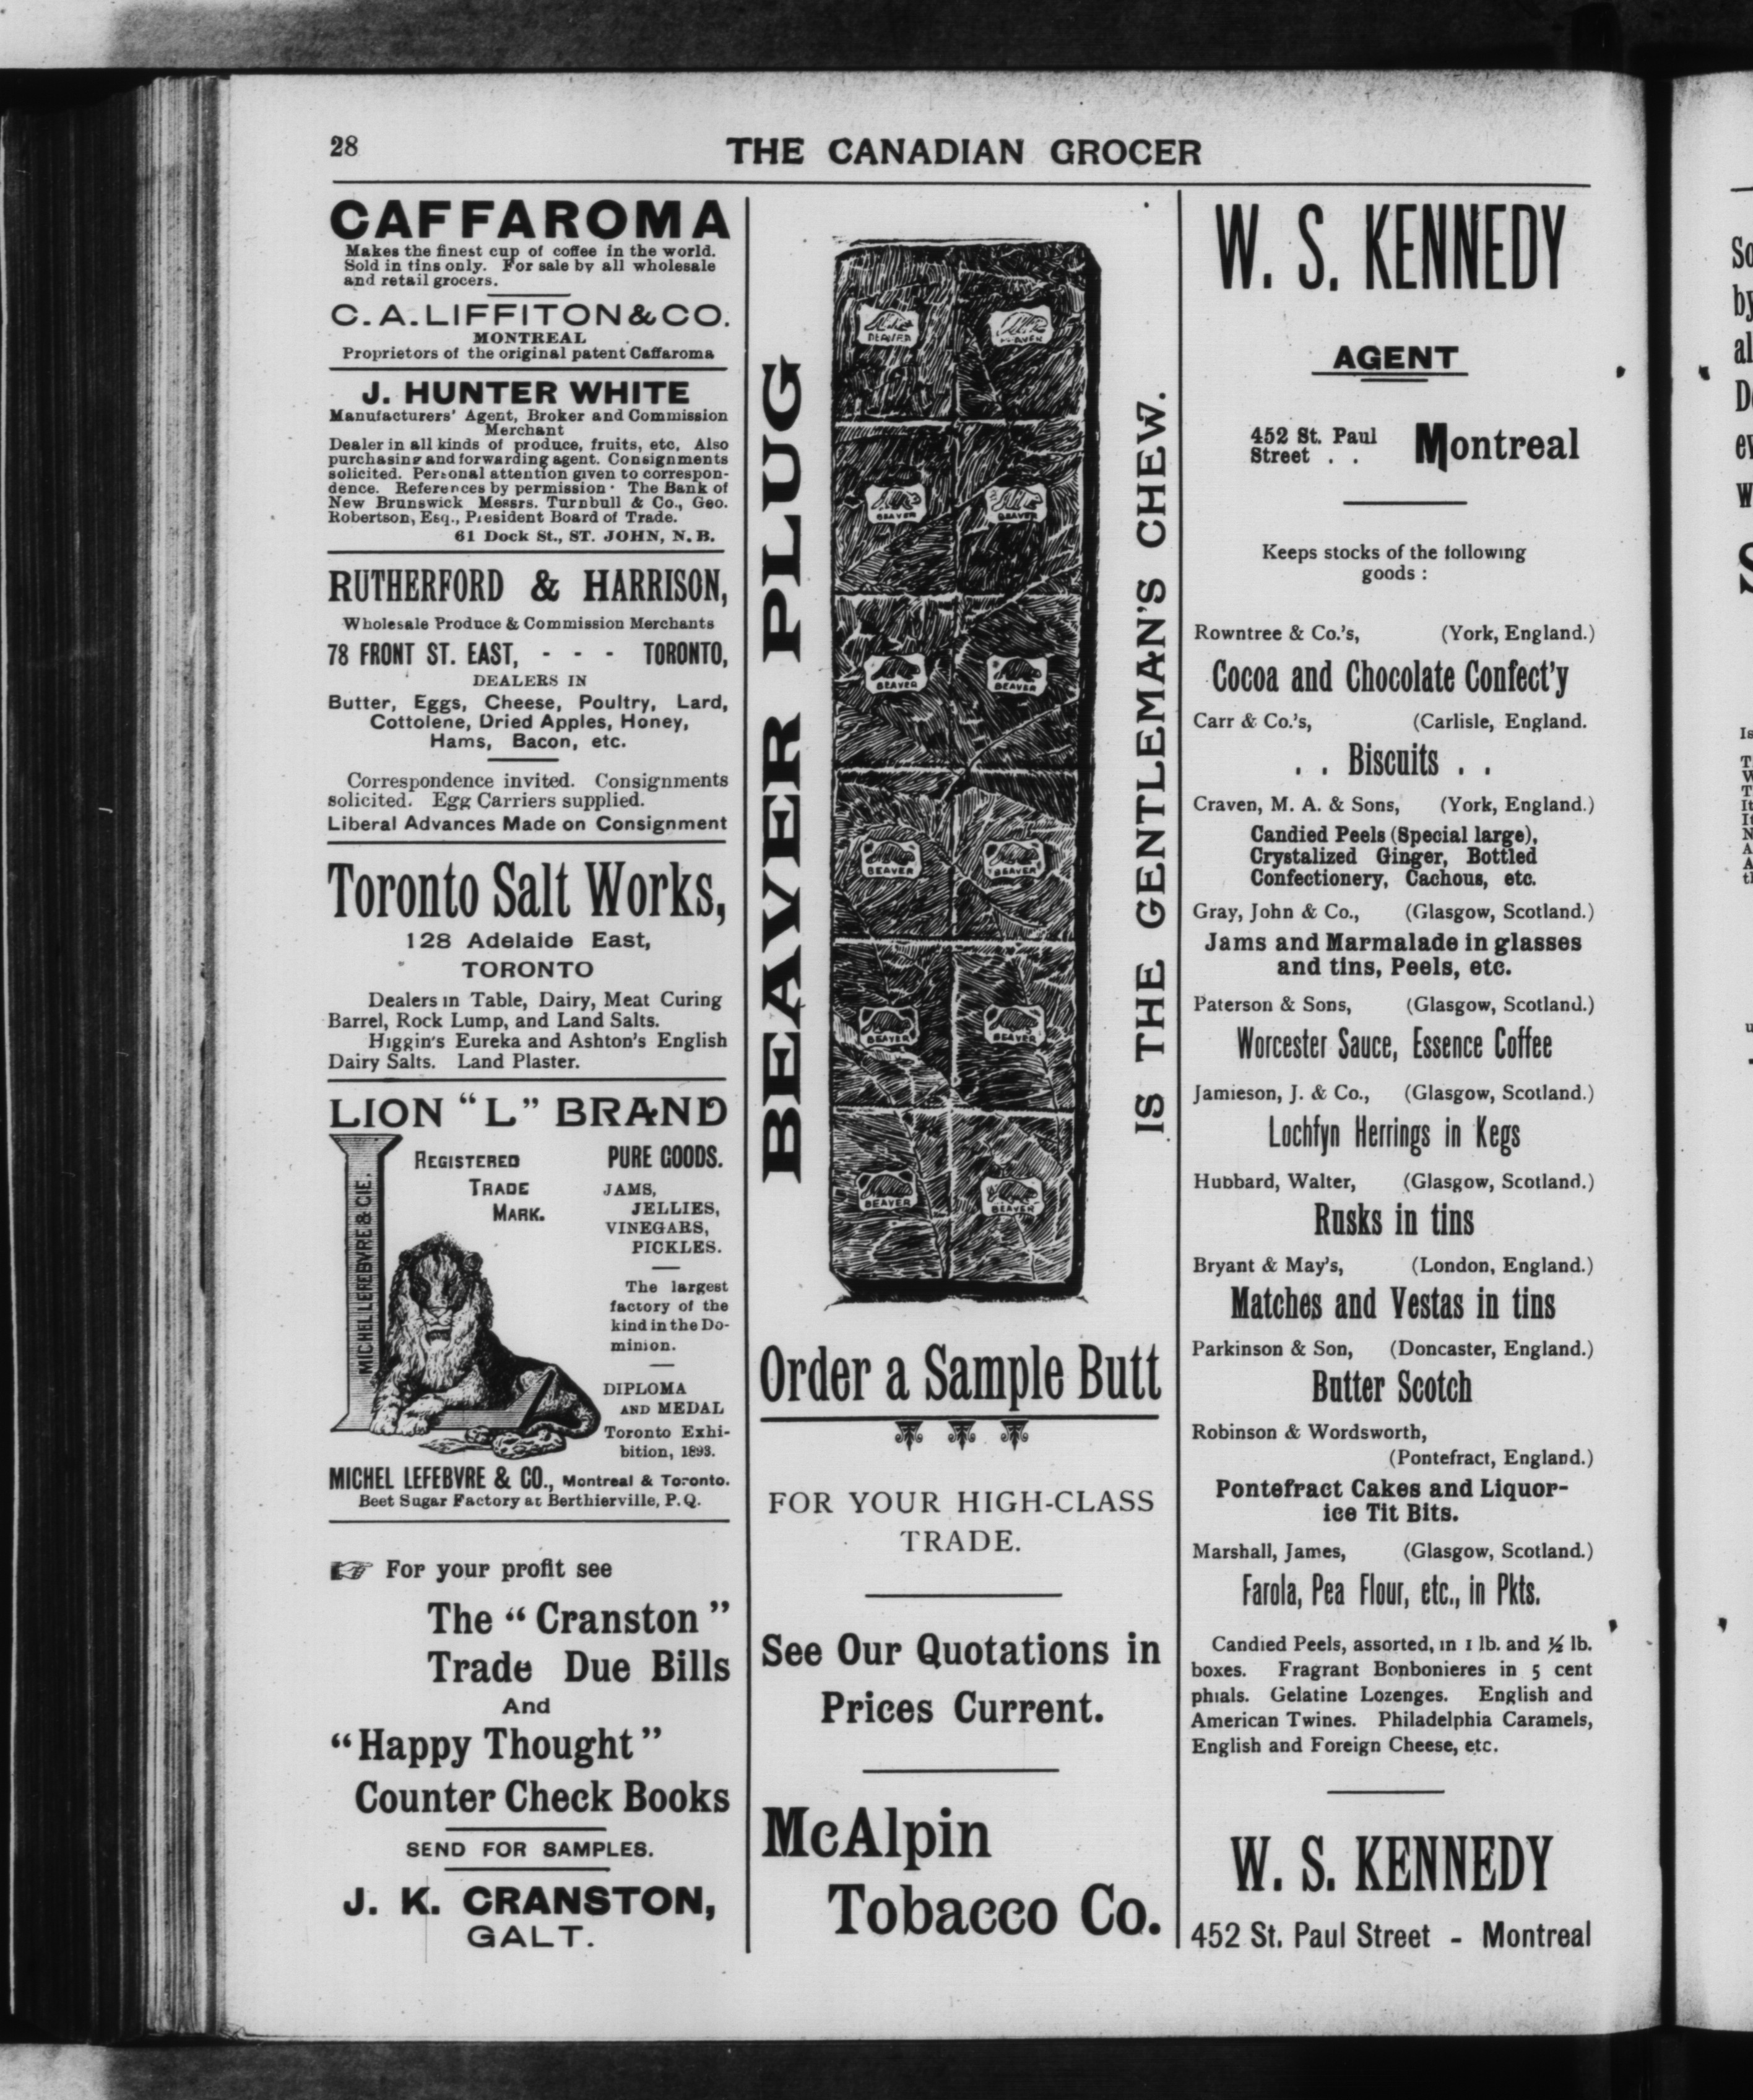 28
THE CANADIAN GROCER
CAFFAROMA
Makes the finest cup of coffee in the world.
Sold in tins only. For sale by all wholesale
and retail grocers.
C. A. LIFFITON & CO.
MONTREAL
Proprietors of the original patent Caffaroma
J. HUNTER WHITE
Manufacturers' Agent, Broker and Commission
Merchant
Dealer in all kinds of produce, fruits, etc, Also
purchasing and forwarding agent. Consignments
solicited. Personal attention given to correspon-
dence. References by permission · The Bank of
New Brunswick Messrs. Turnbull & Co., Geo.
Robertson, Esq., President Board of Trade.
61 Dock St., ST. JOHN, N. B.
RUTHERFORD & HARRISON,
Wholesale Produce & Commission Merchants
78 FRONT ST. EAST, - - - TORONTO,
DEALERS IN
Butter, Eggs, Cheese, Poultry, Lard,
Cottolene, Dried Apples, Honey,
Hams, Bacon, etc.
Correspondence invited. Consignments
solicited. Egg Carriers supplied.
Liberal Advances Made on Consignment
Toronto Salt Works,
128 Adelaide East,
TORONTO
Dealers in Table, Dairy, Meat Curing
Barrel, Rock Lump, and Land Salts.
Higgin's Eureka and Ashton's English
Dairy Salts. Land Plaster.
LION "L" BRAND
REGISTERED
TRADE
MARK.
MICHEL LEFEBVRE & CIE.
PURE GOODS.
JAMS,
JELLIES,
VINEGARS,
PICKLES.
The largest
factory of the
kind in the Do-
minion.
DIPLOMA
AND MEDAL
Toronto Exhi-
bition, 1893.
MICHEL LEFEBVRE & CO., Montreal & Toronto.
Beet Sugar Factory at Berthierville, P.Q.
For your profit see
The "Cranston"
Trade Due Bills
And
"Happy Thought"
Counter Check Books
SEND FOR SAMPLES.
J. K. CRANSTON,
GALT.
BEAVER PLUG
BEAVER
BEAVER
BEAVER
BEAVER
BEAVER
BEAVER
BEAVER
BEAVER
BEAVER
BEAVER
BEAVER
BEAVER
IS THE GENTLEMAN'S CHEW.
Order a Sample Butt
FOR YOUR HIGH-CLASS
TRADE.
See Our Quotations in
Prices Current.
McAlpin
Tobacco Co.
W. S. KENNEDY
AGENT
452 St. Paul
Street . . Montreal
Keeps stocks of the following
goods :
Rowntree & Co.'s, (York, England.)
Cocoa and Chocolate Confect'y
Carr & Co.'s, (Carlisle, England.
. . Biscuits . .
Craven, M. A. & Sons, (York, England.)
Candied Peels (Special large),
Crystalized Ginger, Bottled
Confectionery, Cachous, etc.
Gray, John & Co., (Glasgow, Scotland.)
Jams and Marmalade in glasses
and tins, Peels, etc.
Paterson & Sons, (Glasgow, Scotland.)
Worcester Sauce, Essence Coffee
Jamieson, J. & Co., (Glasgow, Scotland.)
Lochfyn Herrings in Kegs
Hubbard, Walter, (Glasgow, Scotland.)
Rusks in tins
Bryant & May's, (London, England.)
Matches and Vestas in tins
Parkinson & Son, (Doncaster, England.)
Butter Scotch
Robinson & Wordsworth,
(Pontefract, England.)
Pontefract Cakes and Liquor-
ice Tit Bits.
Marshall, James, (Glasgow, Scotland.)
Farola, Pea Flour, etc., in Pkts.
Candied Peels, assorted, in 1 lb. and ½ lb.
boxes. Fragrant Bonbonieres in 5 cent
phials. Gelatine Lozenges. English and
American Twines. Philadelphia Caramels,
English and Foreign Cheese, etc.
W. S. KENNEDY
452 St. Paul Street - Montreal